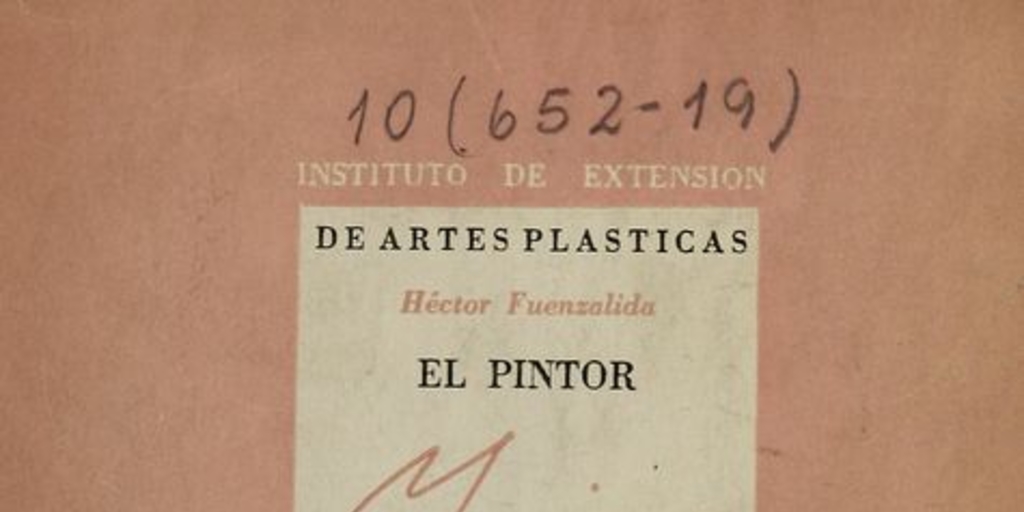 10 (652-19)
INSTITUTO DE EXTENSION
DE ARTES PLASTICAS
Héctor Fuenzalida
EL PINTOR